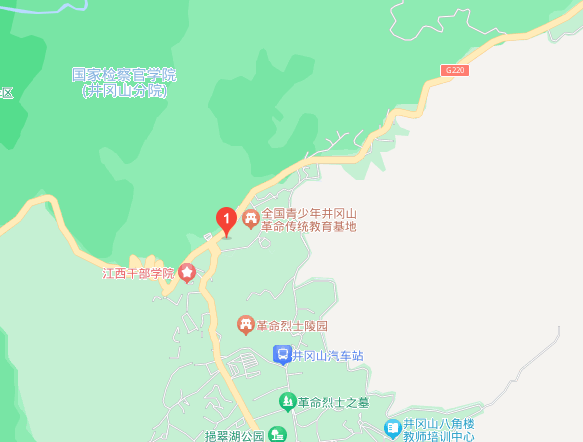 G220
国家检察官学院
(井冈山分院)
区
1
全国青少年井冈山
革命传统教育基地
江西干部学院
革命烈士陵园
井冈山汽车站
革命烈士之墓
挹翠湖公园
井冈山八角楼
教师培训中心